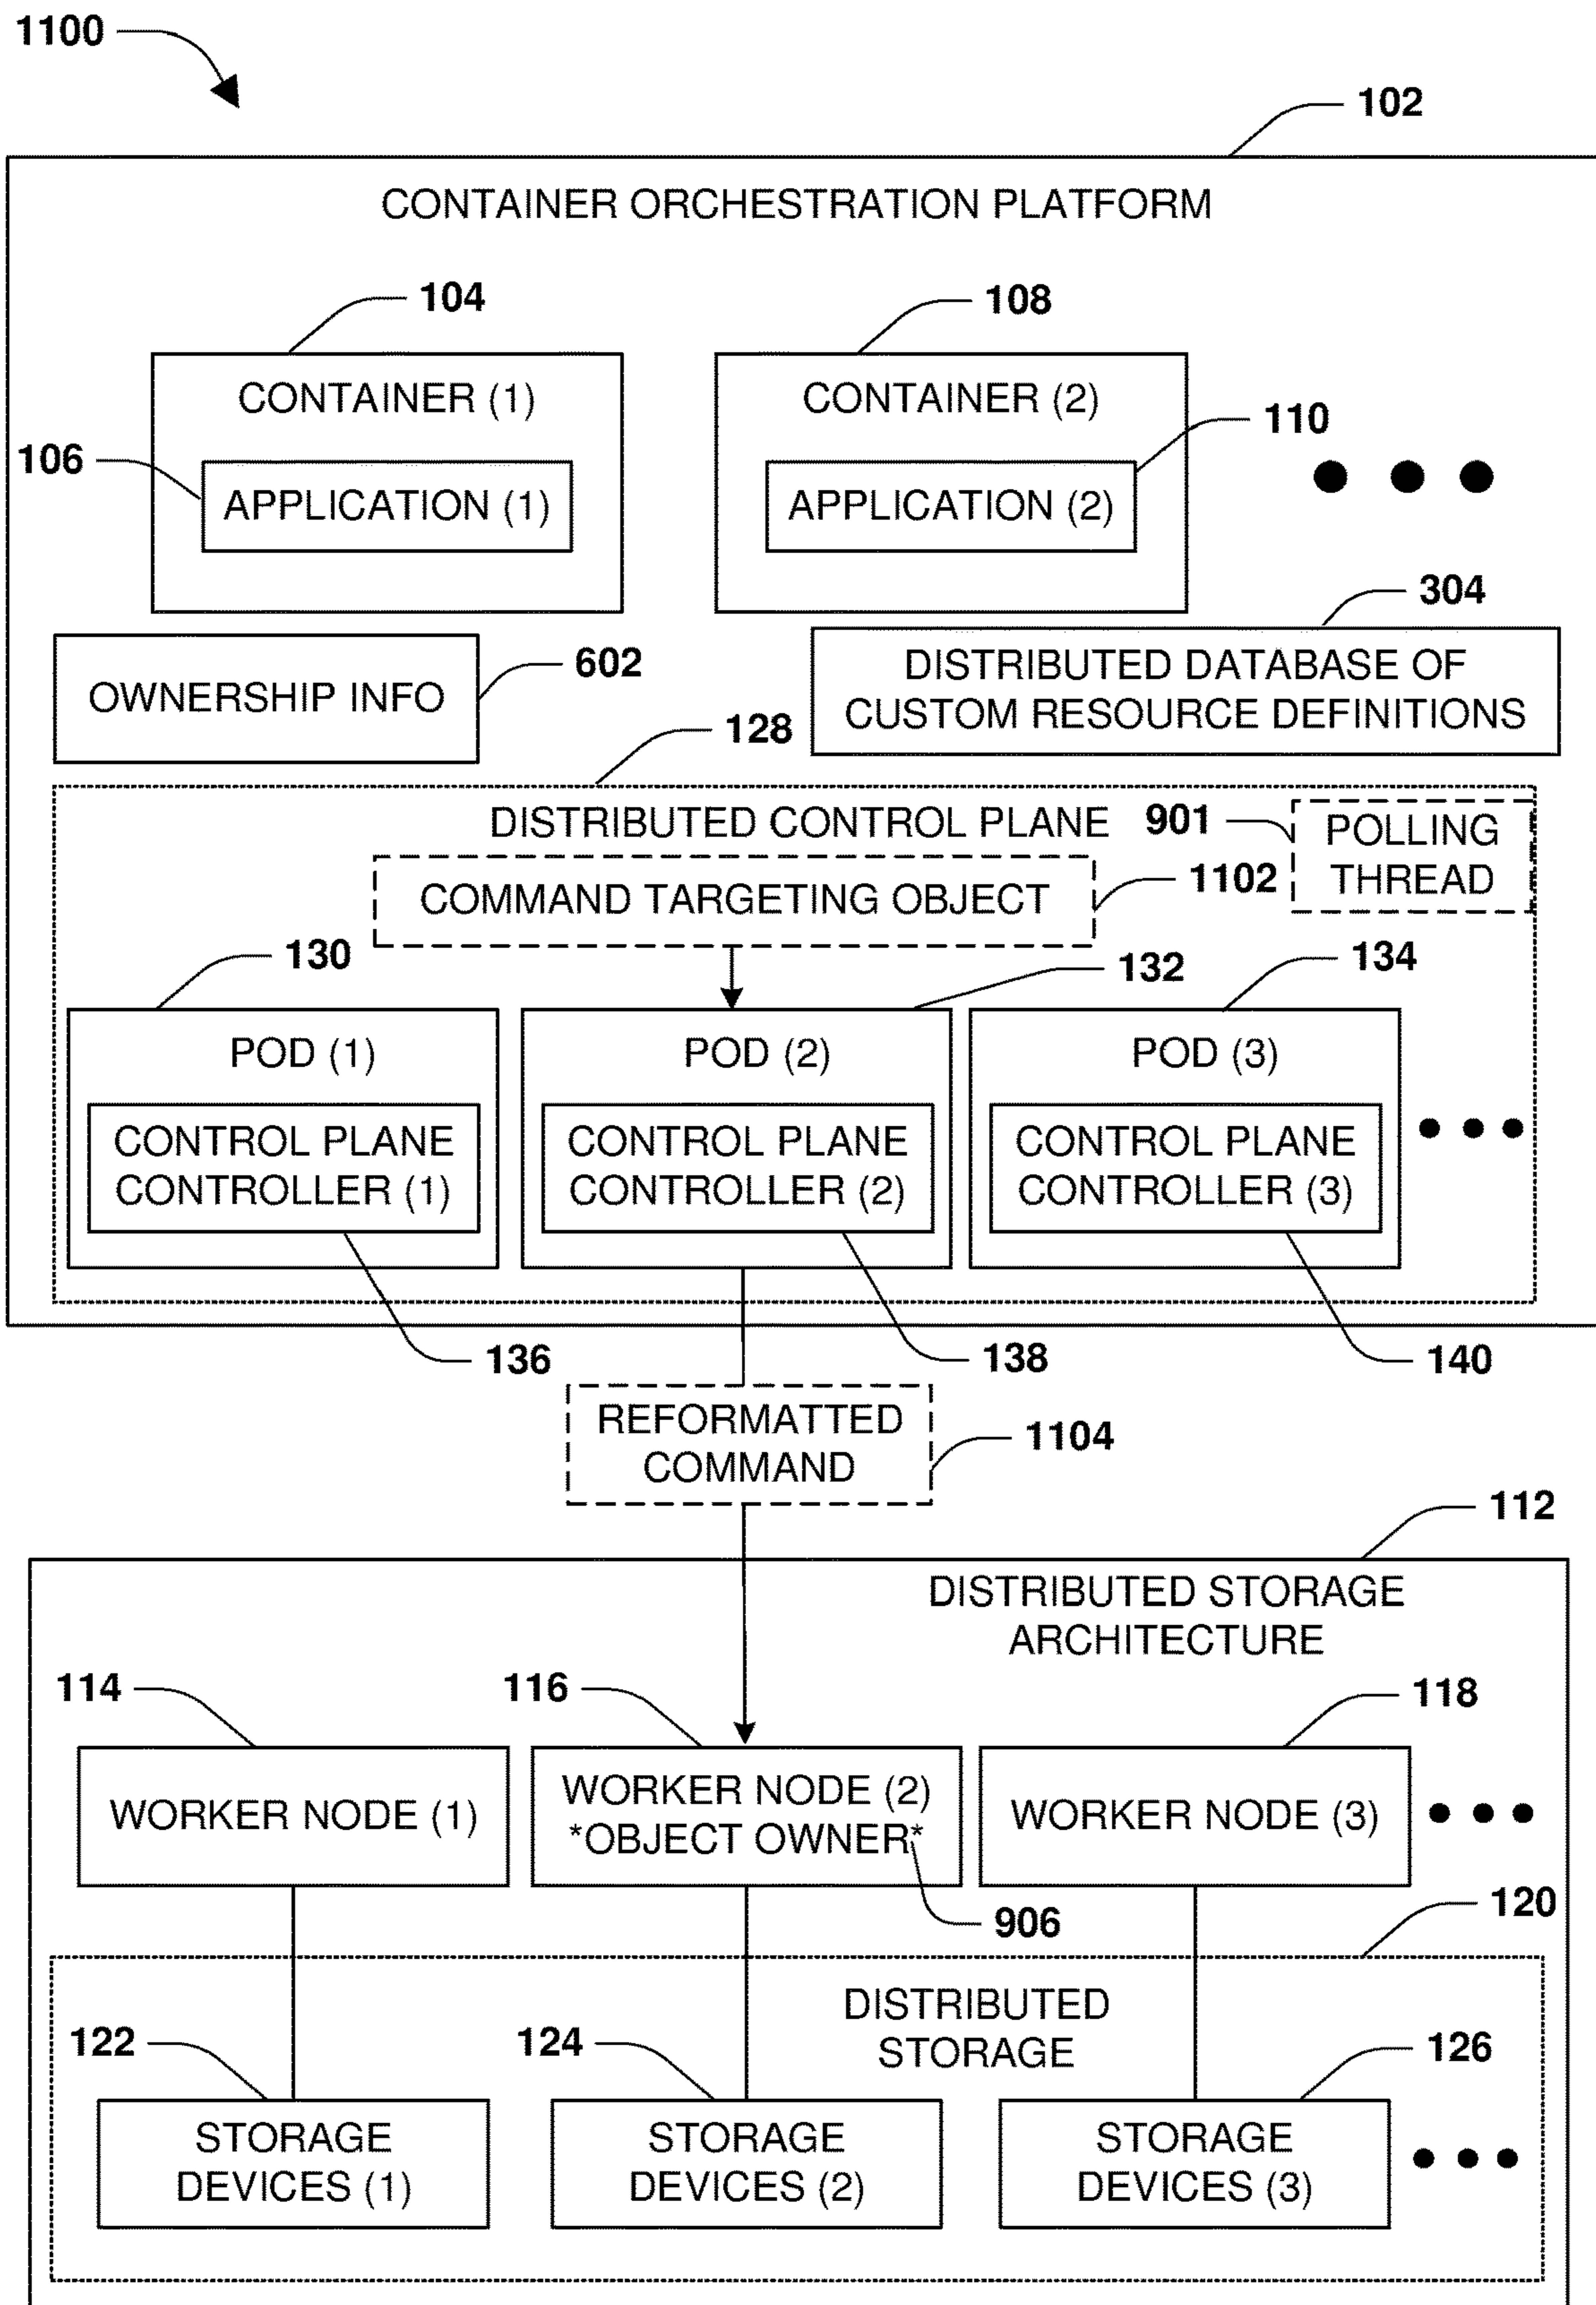 1100
102
CONTAINER ORCHESTRATION PLATFORM
104
108
CONTAINER (1)
CONTAINER (2)
106
110
APPLICATION (1)
APPLICATION (2)
304
602
OWNERSHIP INFO
DISTRIBUTED DATABASE OF
CUSTOM RESOURCE DEFINITIONS
128
DISTRIBUTED CONTROL PLANE
901
POLLING
THREAD
COMMAND TARGETING OBJECT
1102
130
132
134
POD (1)
POD (2)
POD (3)
CONTROL PLANE
CONTROLLER (1)
CONTROL PLANE
CONTROLLER (2)
CONTROL PLANE
CONTROLLER (3)
136
138
140
REFORMATTED
COMMAND
1104
112
DISTRIBUTED STORAGE
ARCHITECTURE
114
116
118
WORKER NODE (1)
WORKER NODE (2)
*OBJECT OWNER*
WORKER NODE (3)
906
120
DISTRIBUTED
STORAGE
122
124
126
STORAGE
DEVICES (1)
STORAGE
DEVICES (2)
STORAGE
DEVICES (3)